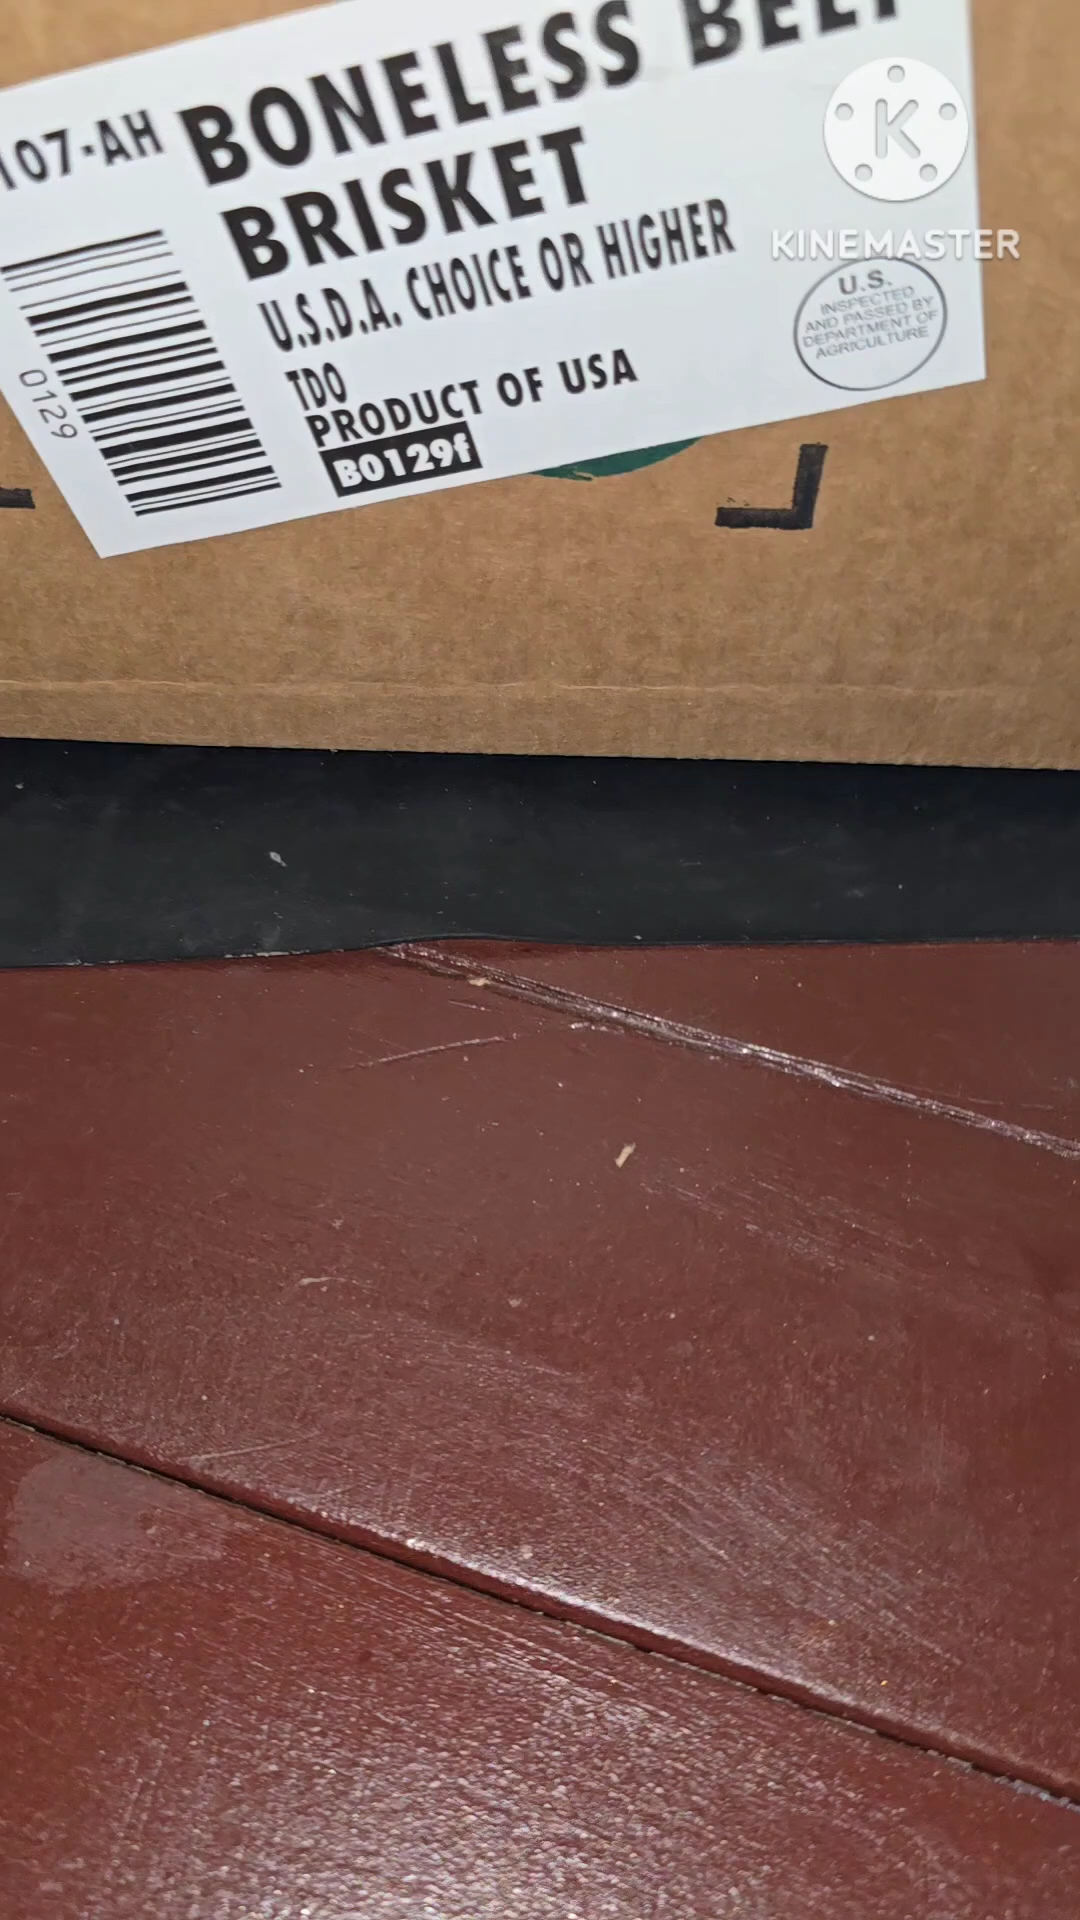 107-AH
BONELESS BEEF
BRISKET
U.S.D.A. CHOICE OR HIGHER
TDO
PRODUCT OF USA
B0129f
0129
K
KINEMASTER
U.S.
INSPECTED
AND PASSED BY
DEPARTMENT OF
AGRICULTURE